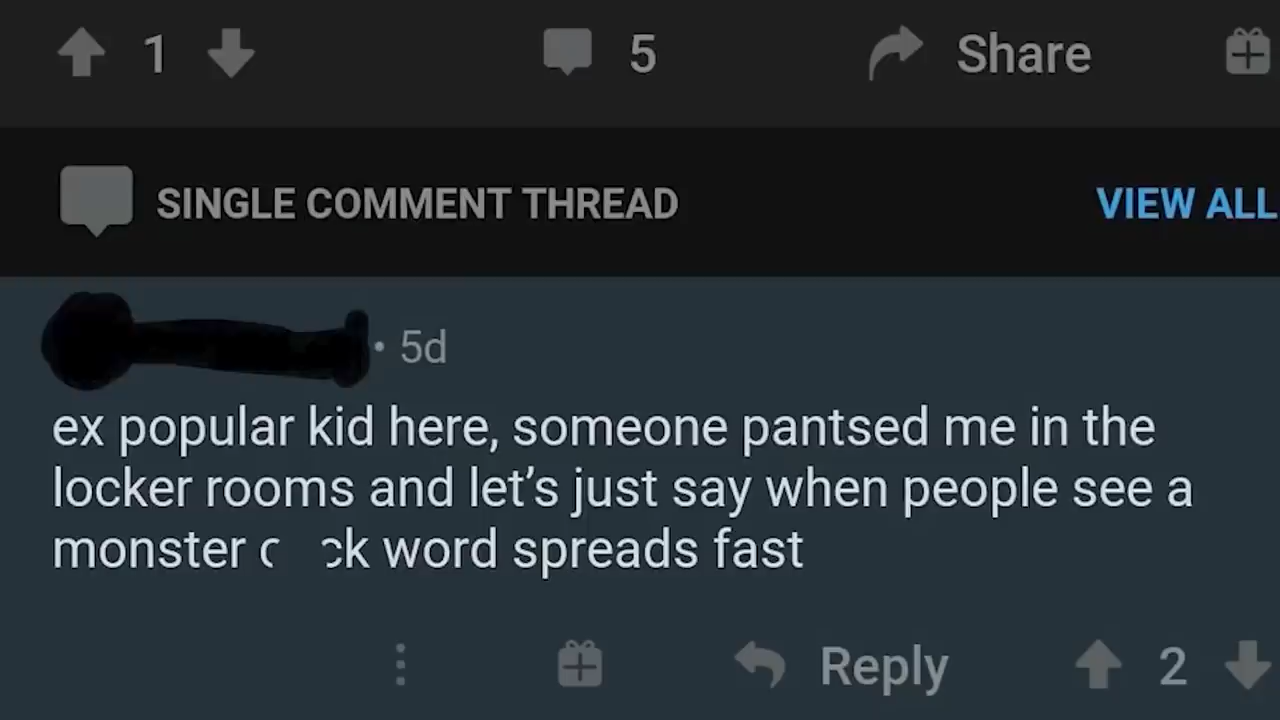 1 5 Share
SINGLE COMMENT THREAD VIEW ALL
• 5d
ex popular kid here, someone pantsed me in the
locker rooms and let's just say when people see a
monster word spreads fast
Reply 2